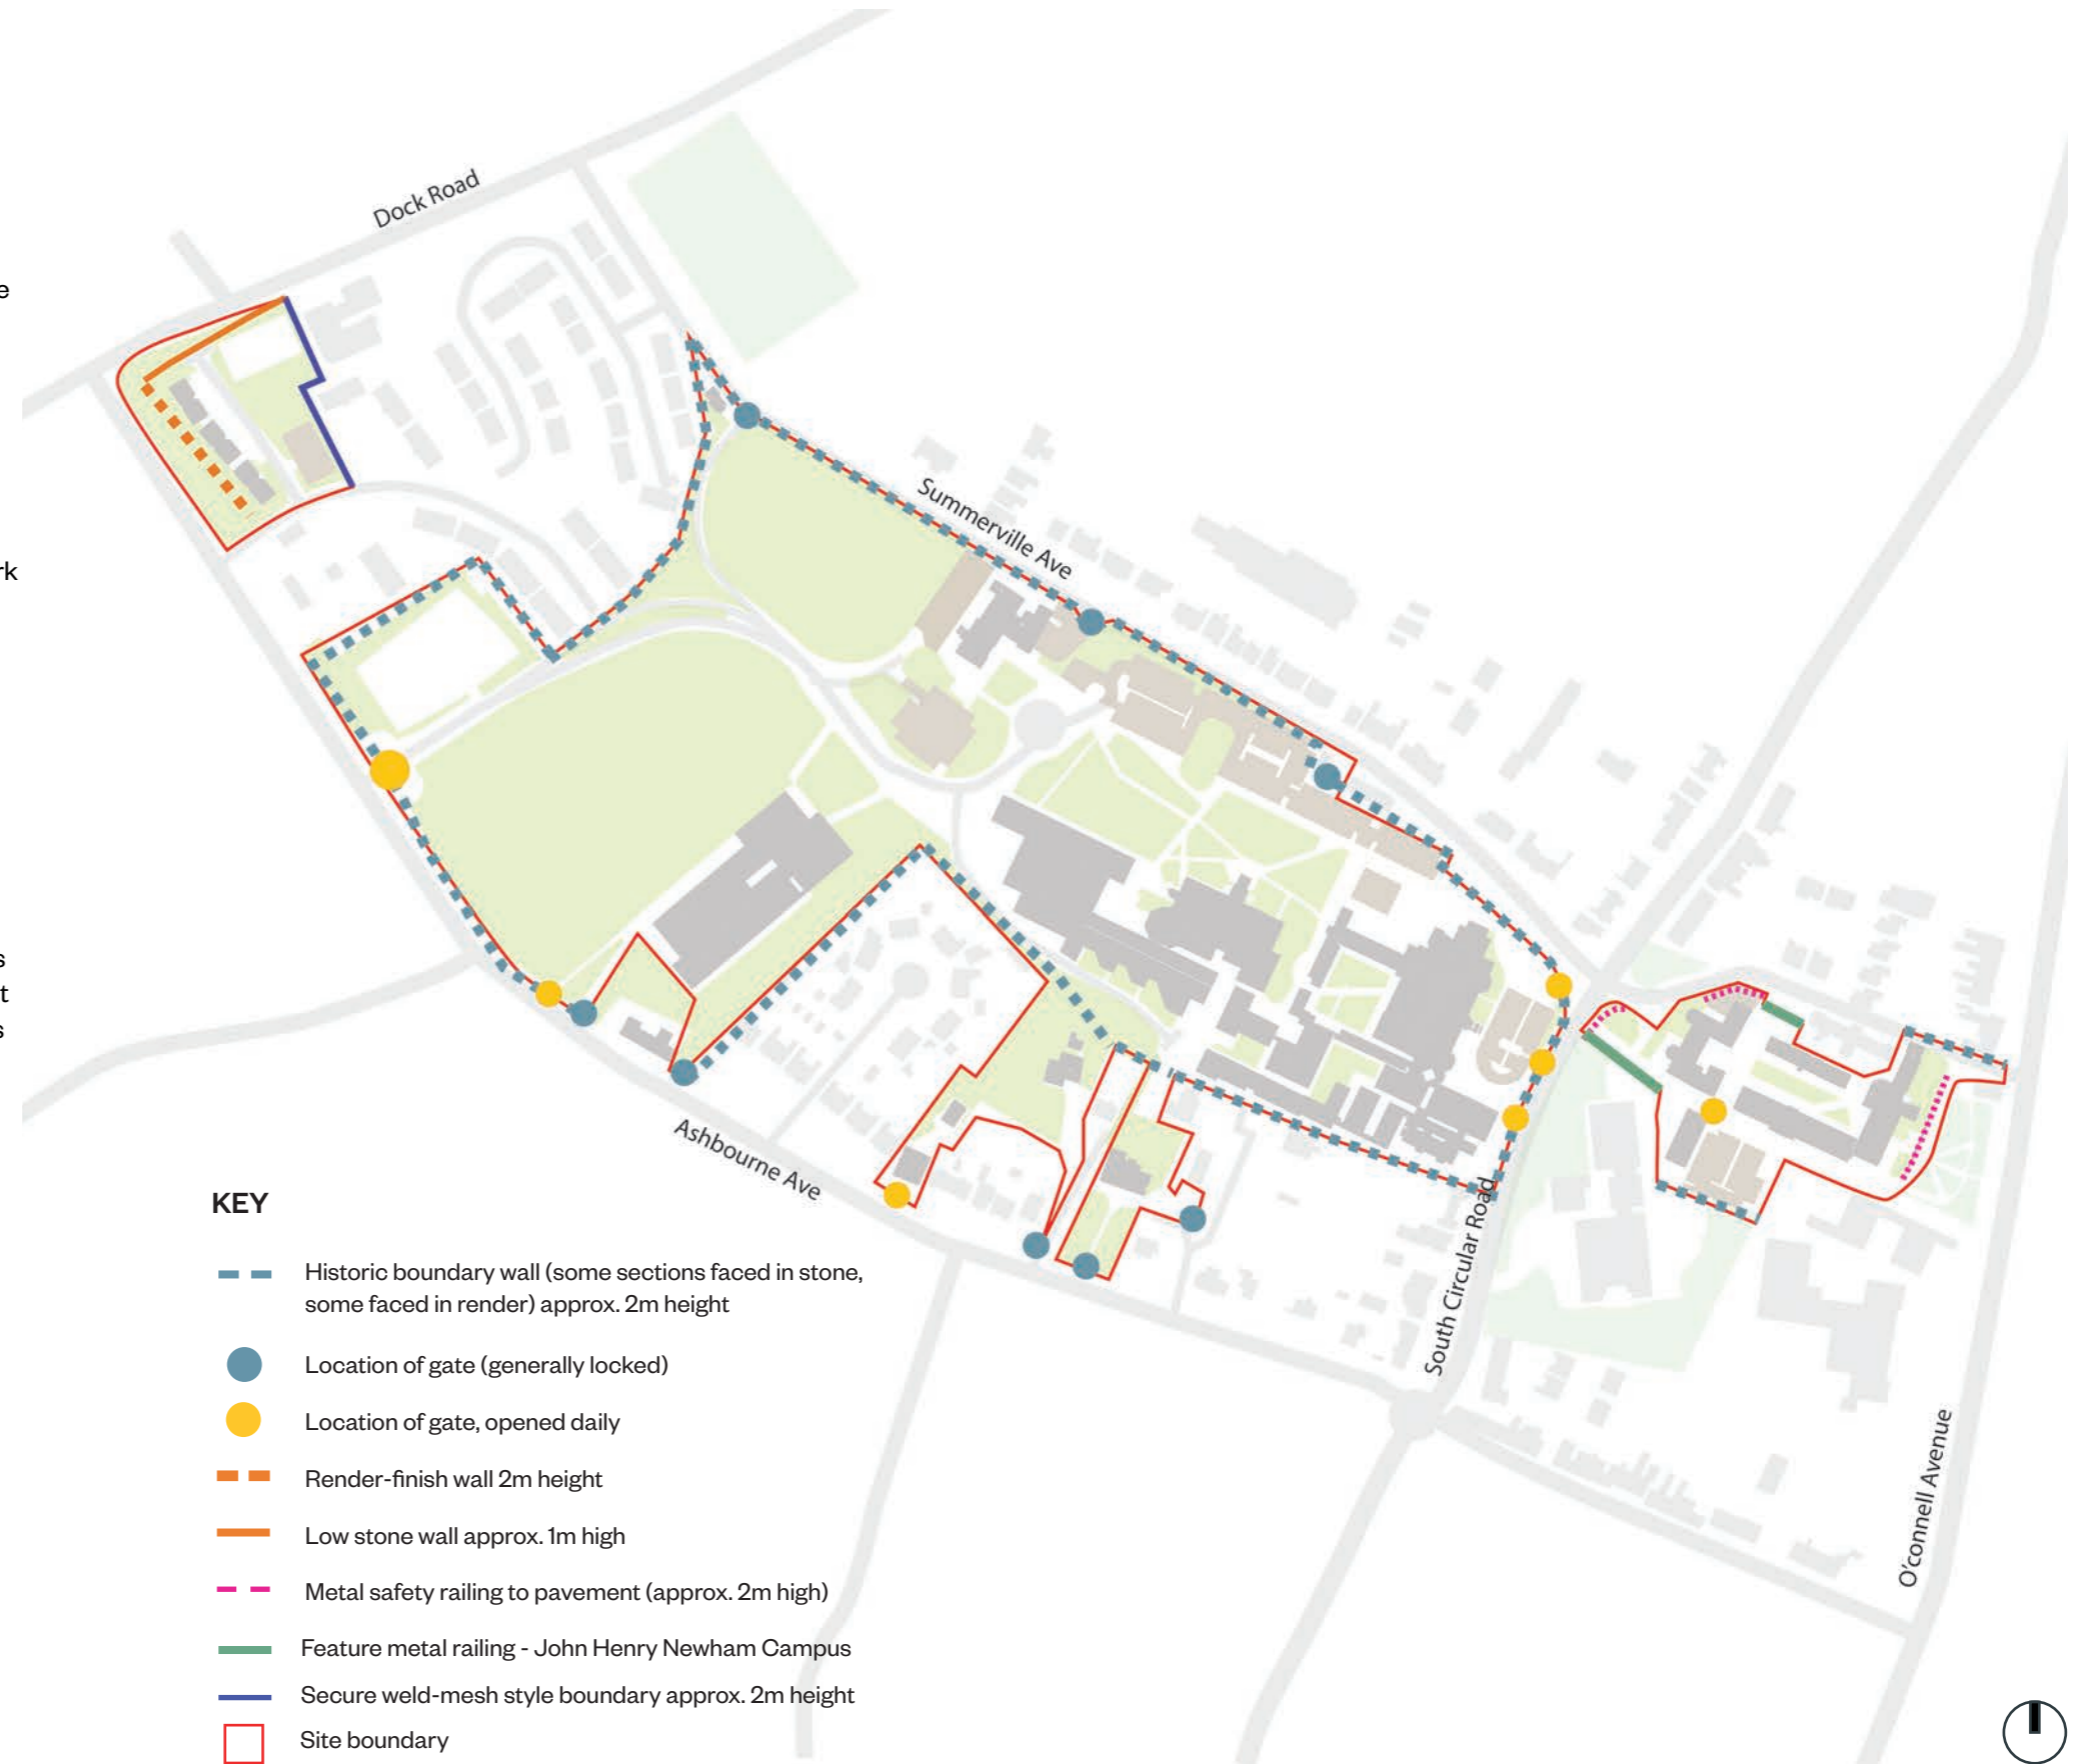 e
rk
s
t
s
Dock Road
Summerville Ave
Ashbourne Ave
South Circular Road
O'connell Avenue
KEY
Historic boundary wall (some sections faced in stone,
some faced in render) approx. 2m height
Location of gate (generally locked)
Location of gate, opened daily
Render-finish wall 2m height
Low stone wall approx. 1m high
Metal safety railing to pavement (approx. 2m high)
Feature metal railing - John Henry Newham Campus
Secure weld-mesh style boundary approx. 2m height
Site boundary